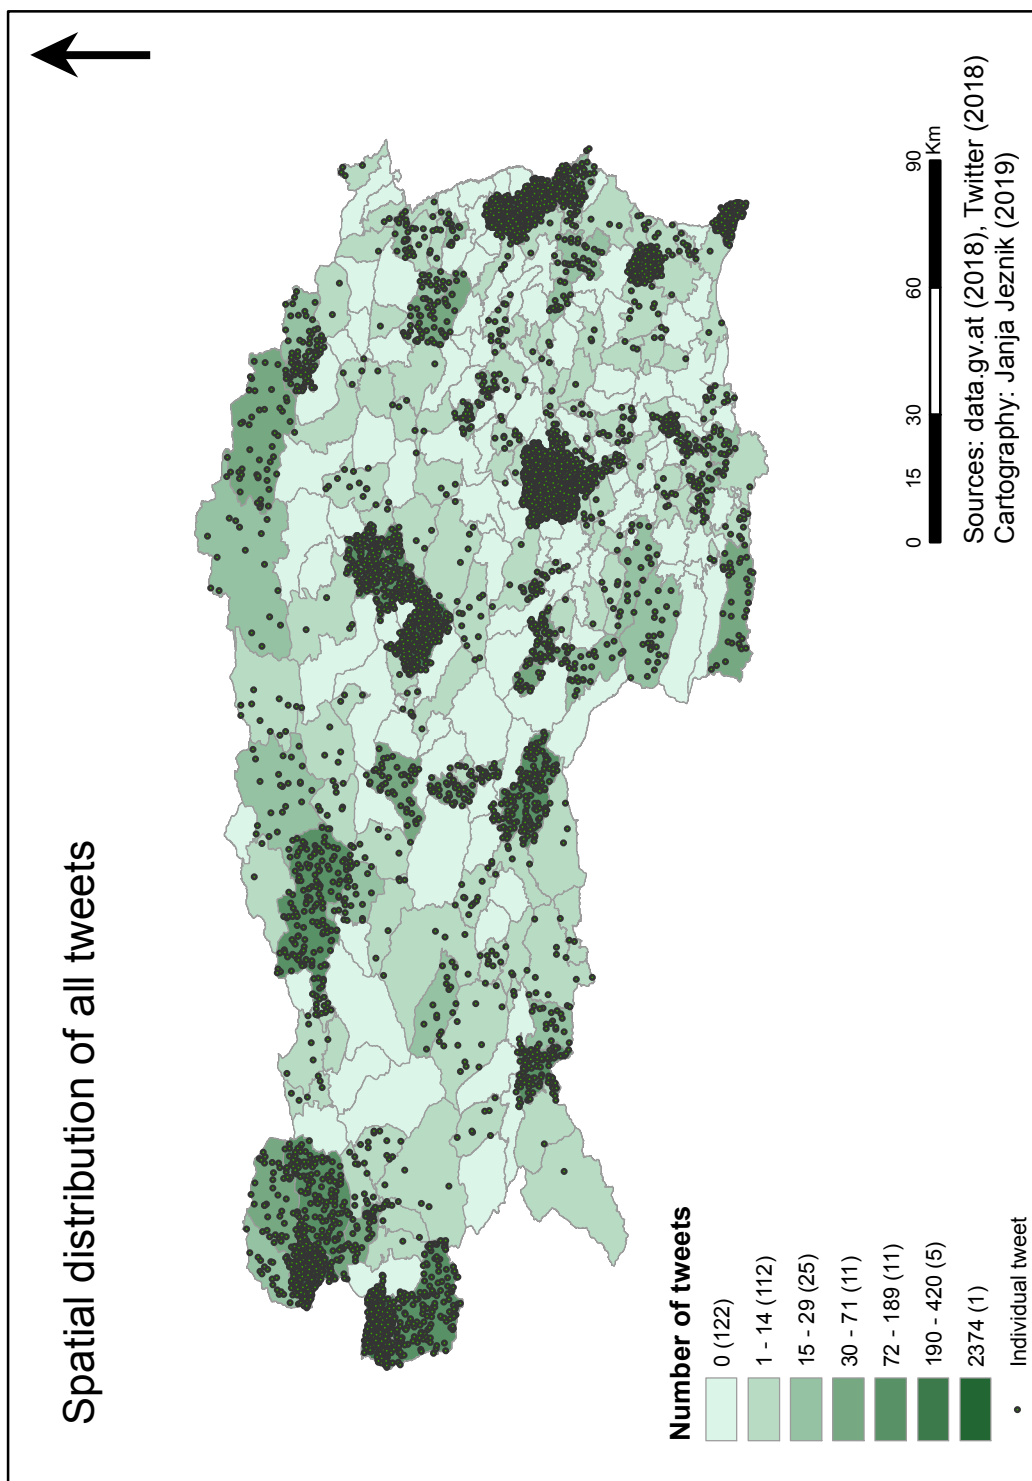 Spatial distribution of all tweets
Number of tweets
0 (122)
1 - 14 (112)
15 - 29 (25)
30 - 71 (11)
72 - 189 (11)
190 - 420 (5)
2374 (1)
Individual tweet
0 15 30 60 90
Km
Sources: data.gv.at (2018), Twitter (2018)
Cartography: Janja Jeznik (2019)